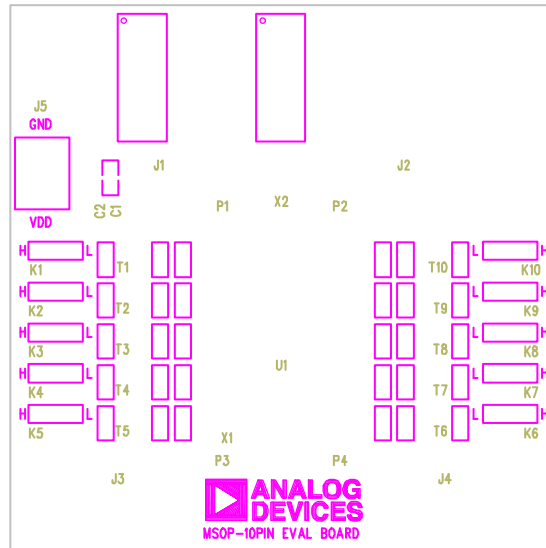 J5
GND
J1
J2
VDD
C2
C1
P1
X2
P2
H L
K1
T1
T10
L H
K10
H L
K2
T2
T9
L H
K9
H L
K3
T3
T8
L H
K8
H L
K4
T4
U1
T7
L H
K7
H L
K5
T5
T6
L H
K6
X1
P3
P4
J3
J4
ANALOG
DEVICES
MSOP-10PIN EVAL BOARD